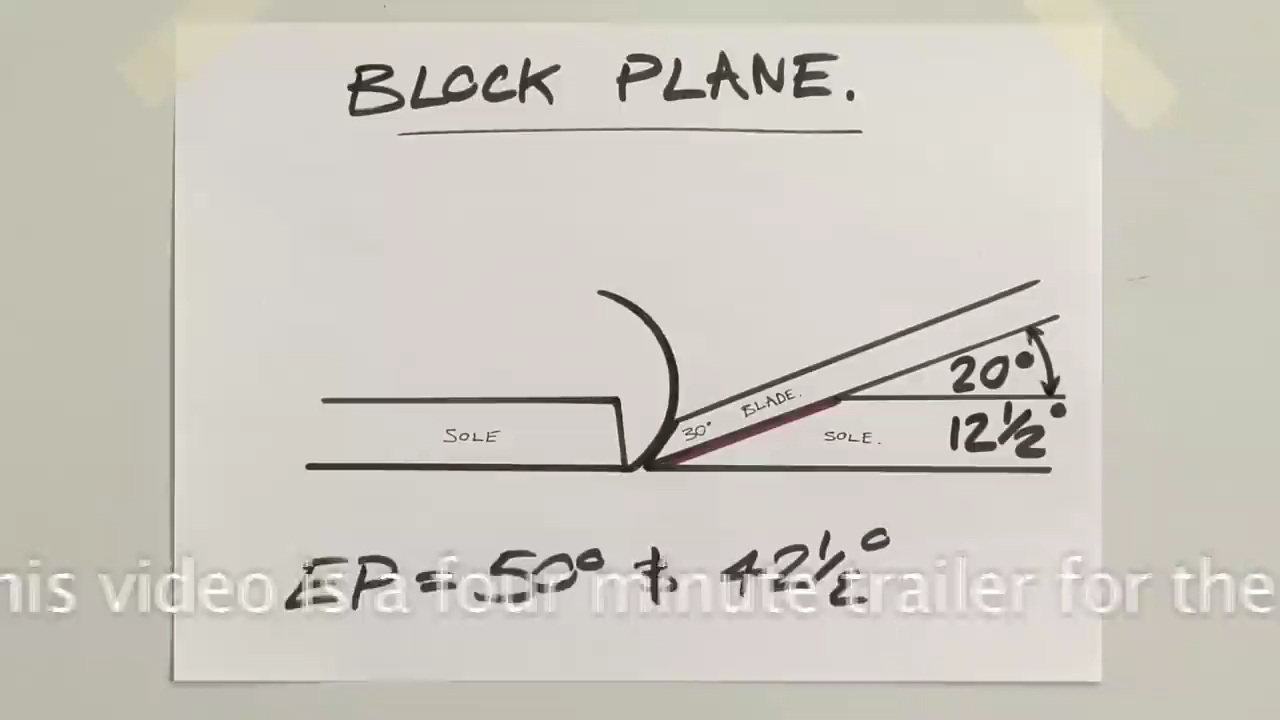 BLOCK PLANE.
20°
BLADE.
30°
SOLE
SOLE.
12½°
EP = 50° & 42½°
his video is a four minute trailer for the